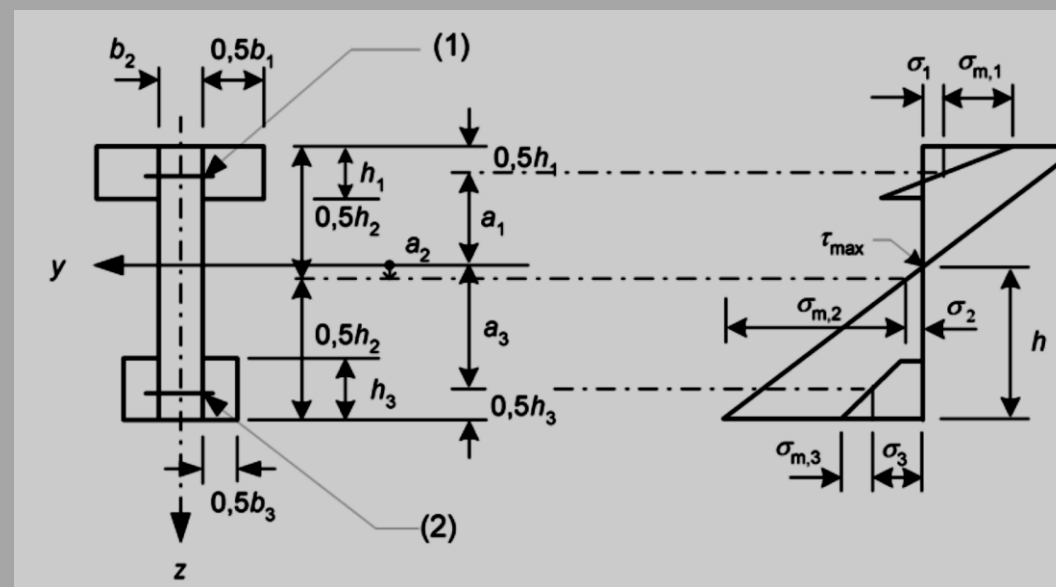 b₂
0,5b₁
(1)
σ₁
σm,1
h₁
0,5h₁
0,5h₂
a₁
a₂
y
τmax
σm,2
σ₂
h
0,5h₂
a₃
h₃
0,5h₃
σm,3
σ₃
0,5b₃
(2)
z